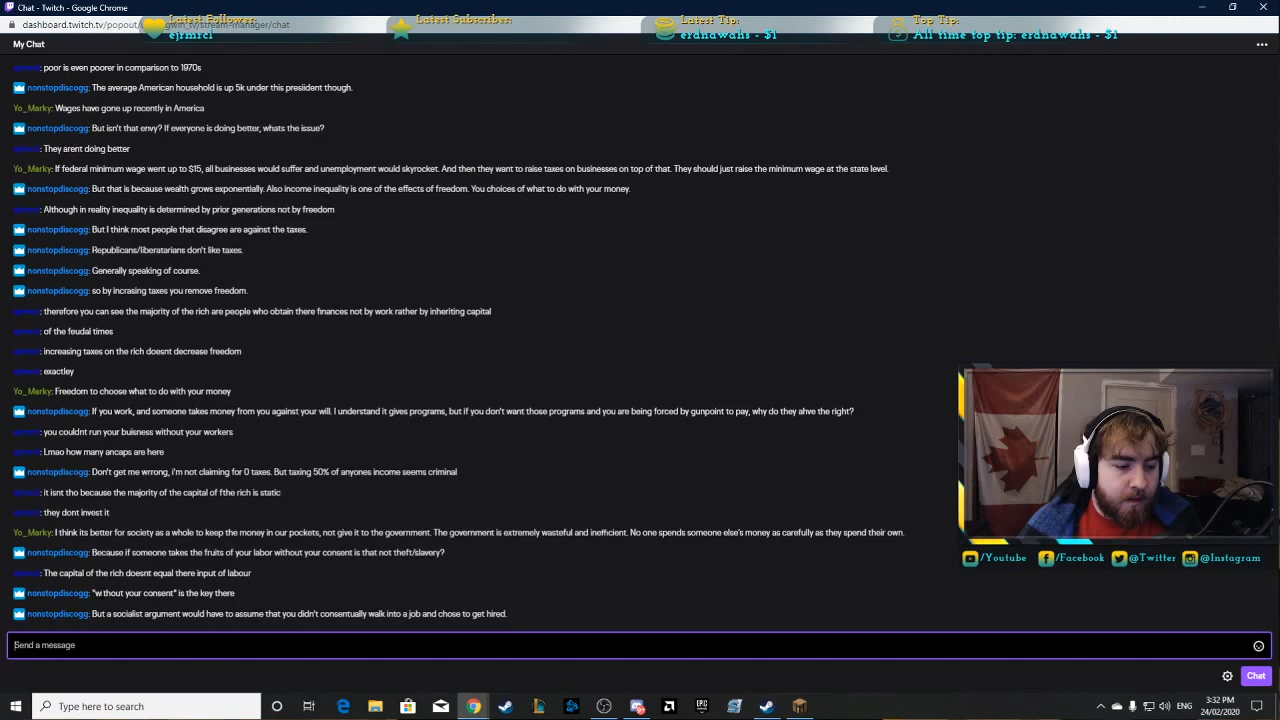 Chat - Twitch - Google Chrome
dashboard.twitch.tv/popout/
/stream-manager/chat
Latest Follower:
ejrmrcl
Latest Subscriber:
Latest Tip:
erdnawahs - $1
Top Tip:
All time top tip: erdnawahs - $1
My Chat
: poor is even poorer in comparison to 1970s
nonstopdiscogg: The average American household is up 5k under this presiident though.
Yo_Marky: Wages have gone up recently in America
nonstopdiscogg: But isn't that envy? If everyone is doing better, whats the issue?
: They arent doing better
Yo_Marky: If federal minimum wage went up to $15, all businesses would suffer and unemployment would skyrocket. And then they want to raise taxes on businesses on top of that. They should just raise the minimum wage at the state level.
nonstopdiscogg: But that is because wealth grows exponentially. Also income inequality is one of the effects of freedom. You choices of what to do with your money.
: Although in reality inequality is determined by prior generations not by freedom
nonstopdiscogg: But I think most people that disagree are against the taxes.
nonstopdiscogg: Republicans/liberatarians don't like taxes.
nonstopdiscogg: Generally speaking of course.
nonstopdiscogg: so by incrasing taxes you remove freedom.
: therefore you can see the majority of the rich are people who obtain there finances not by work rather by inheriting capital
: of the feudal times
: increasing taxes on the rich doesnt decrease freedom
: exactley
Yo_Marky: Freedom to choose what to do with your money
nonstopdiscogg: If you work, and someone takes money from you against your will. I understand it gives programs, but if you don't want those programs and you are being forced by gunpoint to pay, why do they ahve the right?
: you couldnt run your buisness without your workers
: Lmao how many ancaps are here
nonstopdiscogg: Don't get me wrrong, i'm not claiming for 0 taxes. But taxing 50% of anyones income seems criminal
: it isnt tho because the majority of the capital of fthe rich is static
: they dont invest it
Yo_Marky: I think its better for society as a whole to keep the money in our pockets, not give it to the government. The government is extremely wasteful and inefficient. No one spends someone else's money as carefully as they spend their own.
nonstopdiscogg: Because if someone takes the fruits of your labor without your consent is that not theft/slavery?
: The capital of the rich doesnt equal there input of labour
nonstopdiscogg: "without your consent" is the key there
nonstopdiscogg: But a socialist argument would have to assume that you didn't consentually walk into a job and chose to get hired.
/Youtube /Facebook @Twitter @Instagram
Send a message
Chat
Type here to search
ENG
3:32 PM
24/02/2020